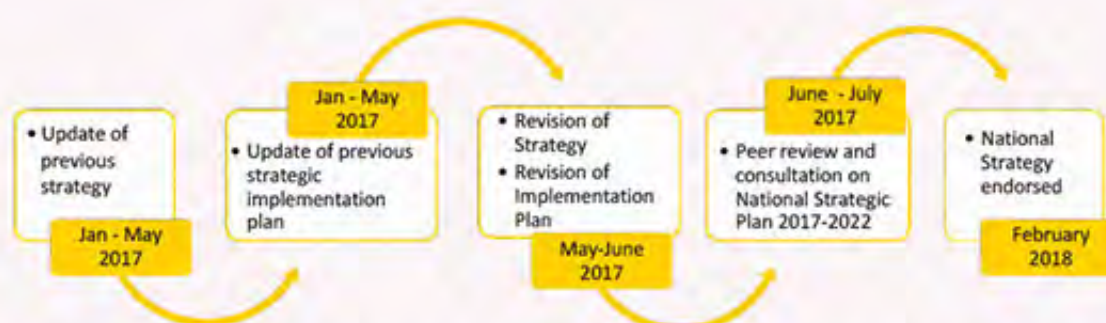 • Update of
previous
strategy
Jan - May
2017
Jan - May
2017
• Update of previous
strategic
implementation
plan
• Revision of
Strategy
• Revision of
Implementation
Plan
May-June
2017
June - July
2017
• Peer review and
consultation on
National Strategic
Plan 2017-2022
• National
Strategy
endorsed
February
2018